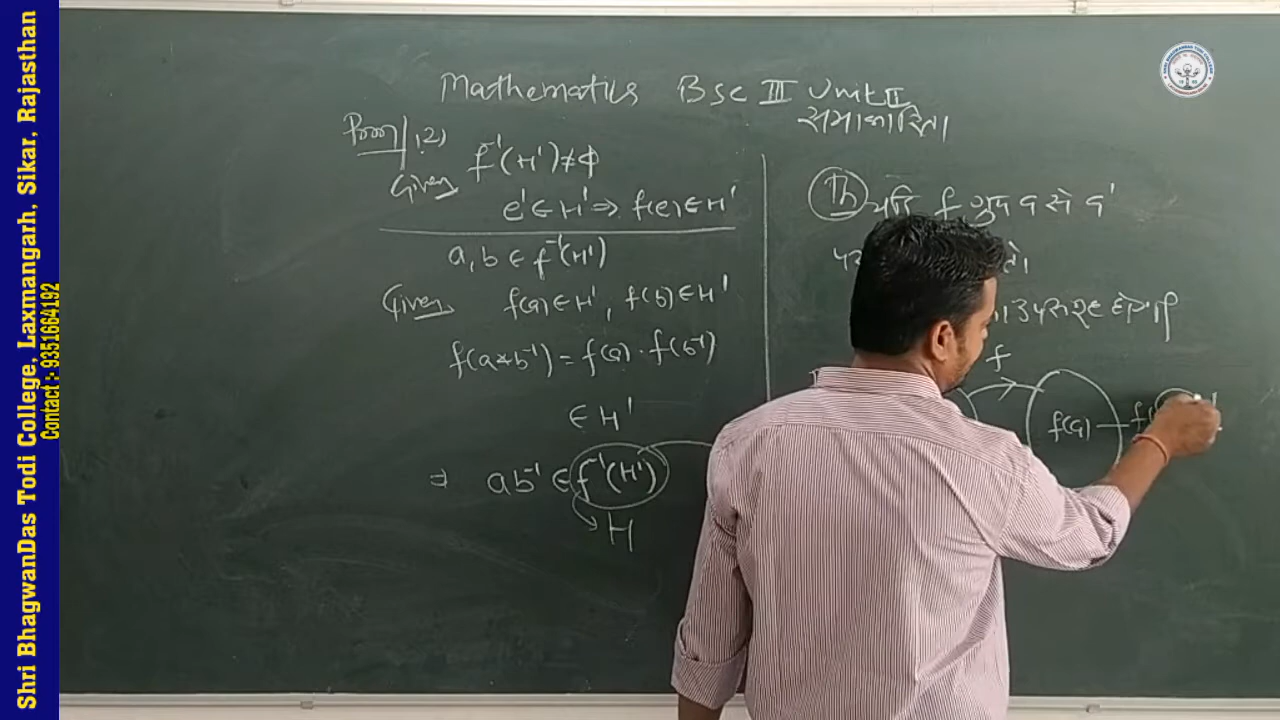 Shri BhagwanDas Todi College, Laxmangarh, Sikar, Rajasthan
Contact :- 9351664192
Mathematics BSc III Unit II
समाकारिता
Proof (2)
Given f⁻¹(H') ≠ ϕ
e' ∈ H' ⇒ f(e) ∈ H'
a, b ∈ f⁻¹(H')
Given f(a) ∈ H', f(b) ∈ H'
f(a*b⁻¹) = f(a) · f(b⁻¹)
∈ H'
⇒ ab⁻¹ ∈ f⁻¹(H')
H
Th यदि f ग्रुप G से G'
f
f(a)